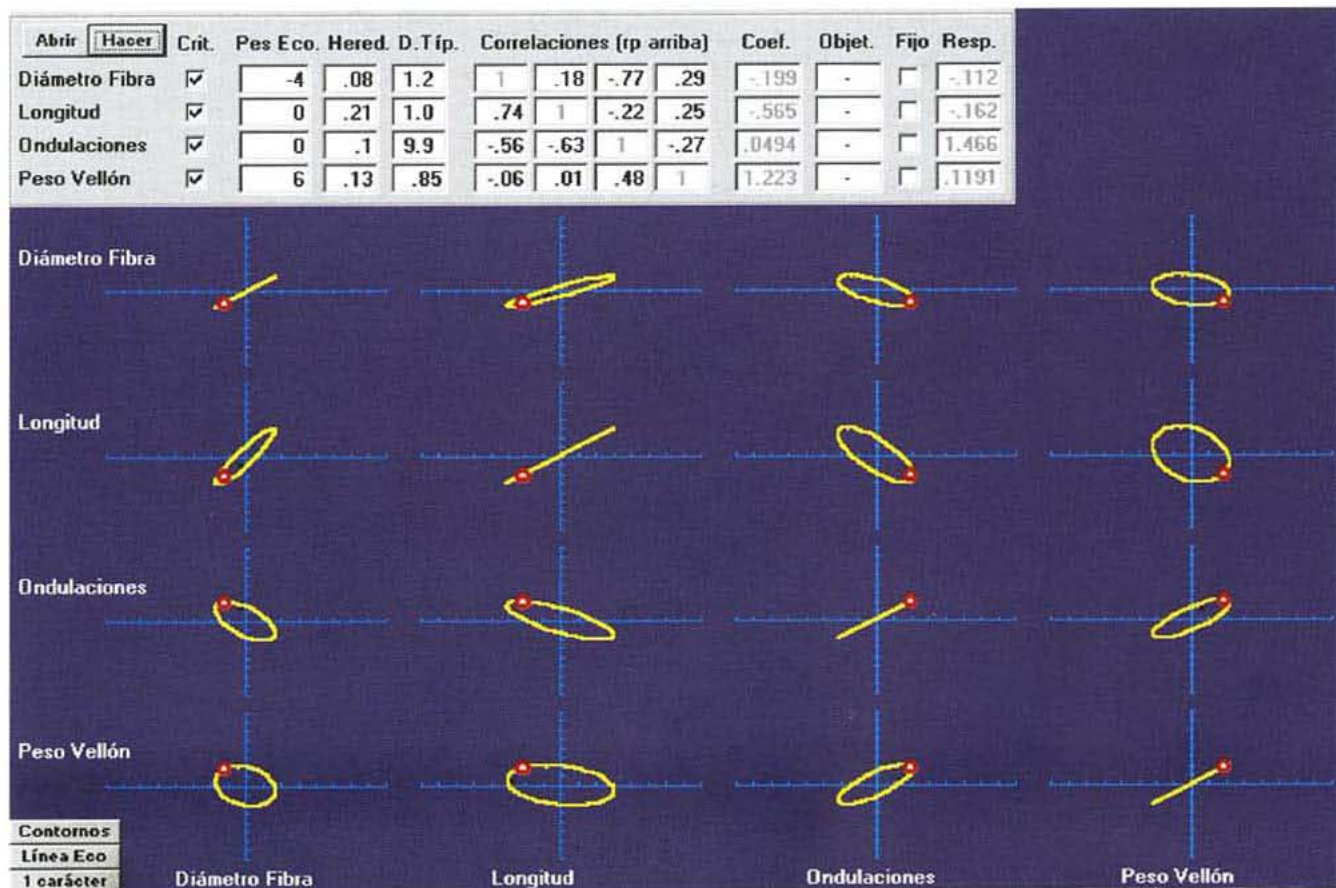 Abrir Hacer Crit. Pes Eco. Hered. D.Típ. Correlaciones (rp arriba) Coef. Objet. Fijo Resp.
Diámetro Fibra -4 .08 1.2 1 .18 -.77 .29 -.199 - -.112
Longitud 0 .21 1.0 .74 1 -.22 .25 -.565 - -.162
Ondulaciones 0 .1 9.9 -.56 -.63 1 -.27 .0494 - 1.466
Peso Vellón 6 .13 .85 -.06 .01 .48 1 1.223 - .1191
Diámetro Fibra
Longitud
Ondulaciones
Peso Vellón
Contornos
Línea Eco
1 carácter
Diámetro Fibra Longitud Ondulaciones Peso Vellón